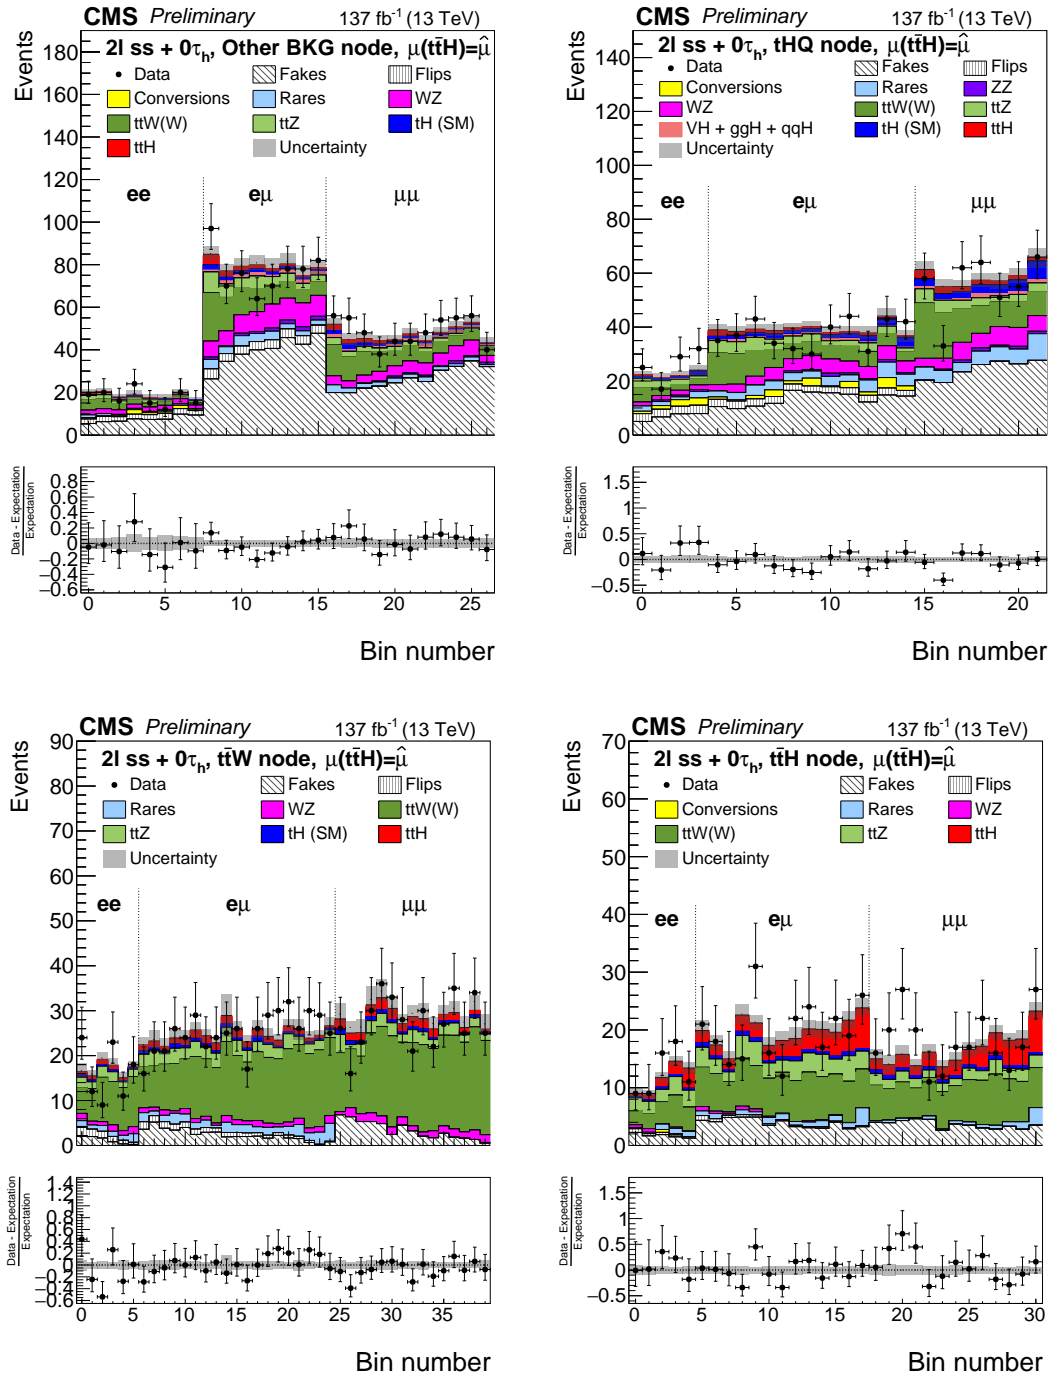 CMS Preliminary 137 fb⁻¹ (13 TeV)
2l ss + 0τₕ, Other BKG node, μ(tt̄H)=μ̂
Data Fakes Flips
Conversions Rares WZ
ttW(W) ttZ tH (SM)
ttH Uncertainty
ee eμ μμ
Events
180
160
140
120
100
80
60
40
20
0
Data - Expectation
Expectation
0.8
0.6
0.4
0.2
0
−0.2
−0.4
−0.6
0 5 10 15 20 25
Bin number
CMS Preliminary 137 fb⁻¹ (13 TeV)
2l ss + 0τₕ, tHQ node, μ(tt̄H)=μ̂
Data Fakes Flips
Conversions Rares ZZ
WZ ttW(W) ttZ
VH + ggH + qqH tH (SM) ttH
Uncertainty
ee eμ μμ
Events
140
120
100
80
60
40
20
0
Data - Expectation
Expectation
1.5
1
0.5
0
−0.5
0 5 10 15 20
Bin number
CMS Preliminary 137 fb⁻¹ (13 TeV)
2l ss + 0τₕ, tt̄W node, μ(tt̄H)=μ̂
Data Fakes Flips
Rares WZ ttW(W)
ttZ tH (SM) ttH
Uncertainty
ee eμ μμ
Events
90
80
70
60
50
40
30
20
10
0
Data - Expectation
Expectation
1.4
1.2
1
0.8
0.6
0.4
0.2
0
−0.2
−0.4
−0.6
0 5 10 15 20 25 30 35
Bin number
CMS Preliminary 137 fb⁻¹ (13 TeV)
2l ss + 0τₕ, tt̄H node, μ(tt̄H)=μ̂
Data Fakes Flips
Conversions Rares WZ
ttW(W) ttZ ttH
Uncertainty
ee eμ μμ
Events
70
60
50
40
30
20
10
0
Data - Expectation
Expectation
1.5
1
0.5
0
−0.5
0 5 10 15 20 25 30
Bin number